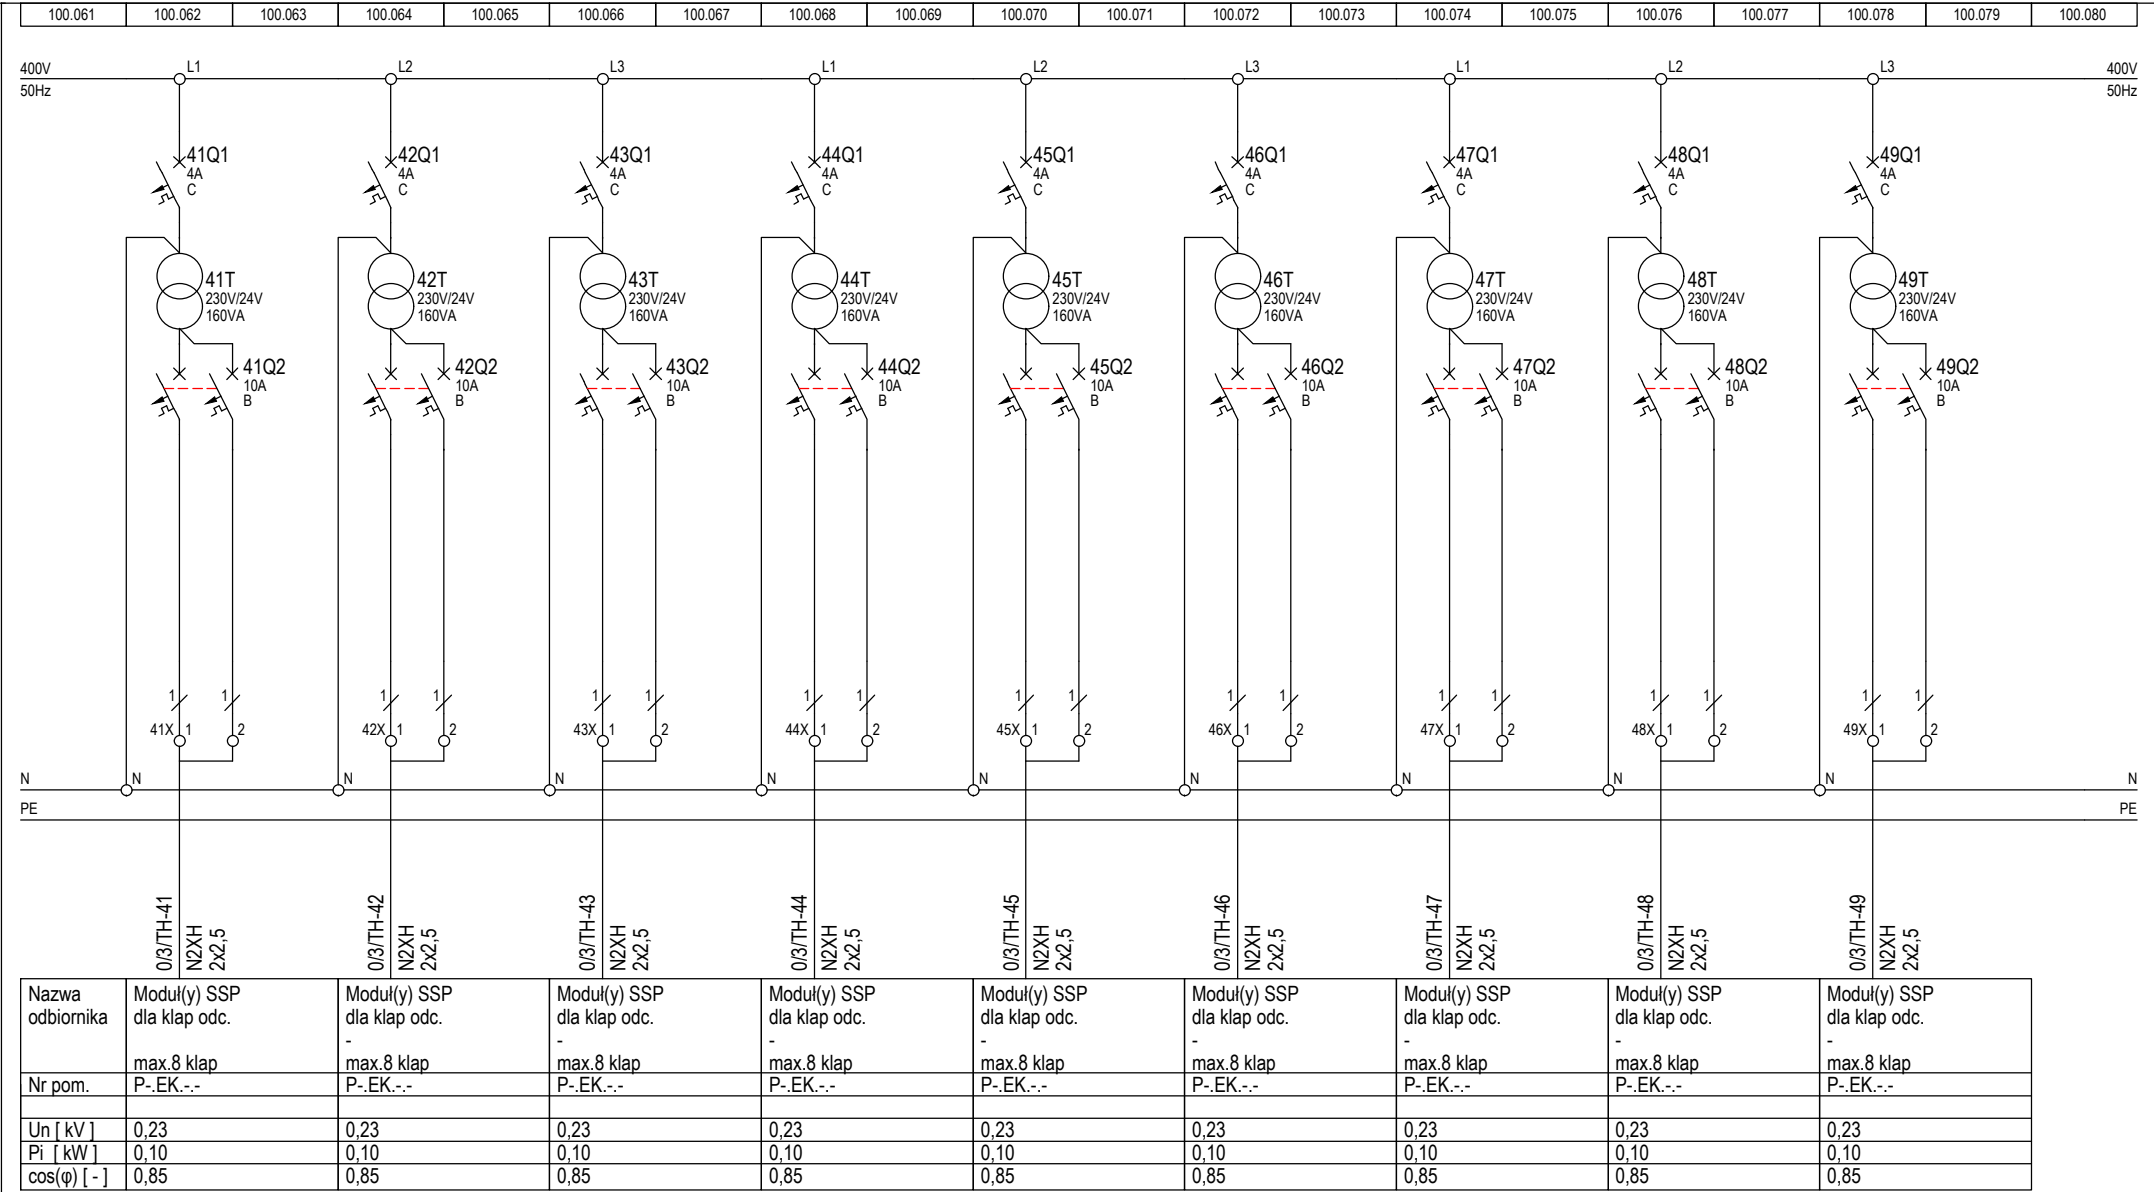 100.061 100.062 100.063 100.064 100.065 100.066 100.067 100.068 100.069 100.070 100.071 100.072 100.073 100.074 100.075 100.076 100.077 100.078 100.079 100.080
400V L1 L2 L3 L1 L2 L3 L1 L2 L3 400V
50Hz 50Hz
41Q1 42Q1 43Q1 44Q1 45Q1 46Q1 47Q1 48Q1 49Q1
4A 4A 4A 4A 4A 4A 4A 4A 4A
C C C C C C C C C
41T 42T 43T 44T 45T 46T 47T 48T 49T
230V/24V 230V/24V 230V/24V 230V/24V 230V/24V 230V/24V 230V/24V 230V/24V 230V/24V
160VA 160VA 160VA 160VA 160VA 160VA 160VA 160VA 160VA
41Q2 42Q2 43Q2 44Q2 45Q2 46Q2 47Q2 48Q2 49Q2
10A 10A 10A 10A 10A 10A 10A 10A 10A
B B B B B B B B B
1 1 1 1 1 1 1 1 1 1 1 1 1 1 1 1 1 1
41X 1 2 42X 1 2 43X 1 2 44X 1 2 45X 1 2 46X 1 2 47X 1 2 48X 1 2 49X 1 2
N N N N N N N N N N N
PE PE
0/3/TH-41 0/3/TH-42 0/3/TH-43 0/3/TH-44 0/3/TH-45 0/3/TH-46 0/3/TH-47 0/3/TH-48 0/3/TH-49
N2XH N2XH N2XH N2XH N2XH N2XH N2XH N2XH N2XH
2x2,5 2x2,5 2x2,5 2x2,5 2x2,5 2x2,5 2x2,5 2x2,5 2x2,5
Nazwa Moduł(y) SSP Moduł(y) SSP Moduł(y) SSP Moduł(y) SSP Moduł(y) SSP Moduł(y) SSP Moduł(y) SSP Moduł(y) SSP Moduł(y) SSP
odbiornika dla klap odc. dla klap odc. dla klap odc. dla klap odc. dla klap odc. dla klap odc. dla klap odc. dla klap odc. dla klap odc.
- - - - - - - -
max.8 klap max.8 klap max.8 klap max.8 klap max.8 klap max.8 klap max.8 klap max.8 klap max.8 klap
Nr pom. P-.EK.-.- P-.EK.-.- P-.EK.-.- P-.EK.-.- P-.EK.-.- P-.EK.-.- P-.EK.-.- P-.EK.-.- P-.EK.-.-
Un [ kV ] 0,23 0,23 0,23 0,23 0,23 0,23 0,23 0,23 0,23
Pi [ kW ] 0,10 0,10 0,10 0,10 0,10 0,10 0,10 0,10 0,10
cos(φ) [ - ] 0,85 0,85 0,85 0,85 0,85 0,85 0,85 0,85 0,85